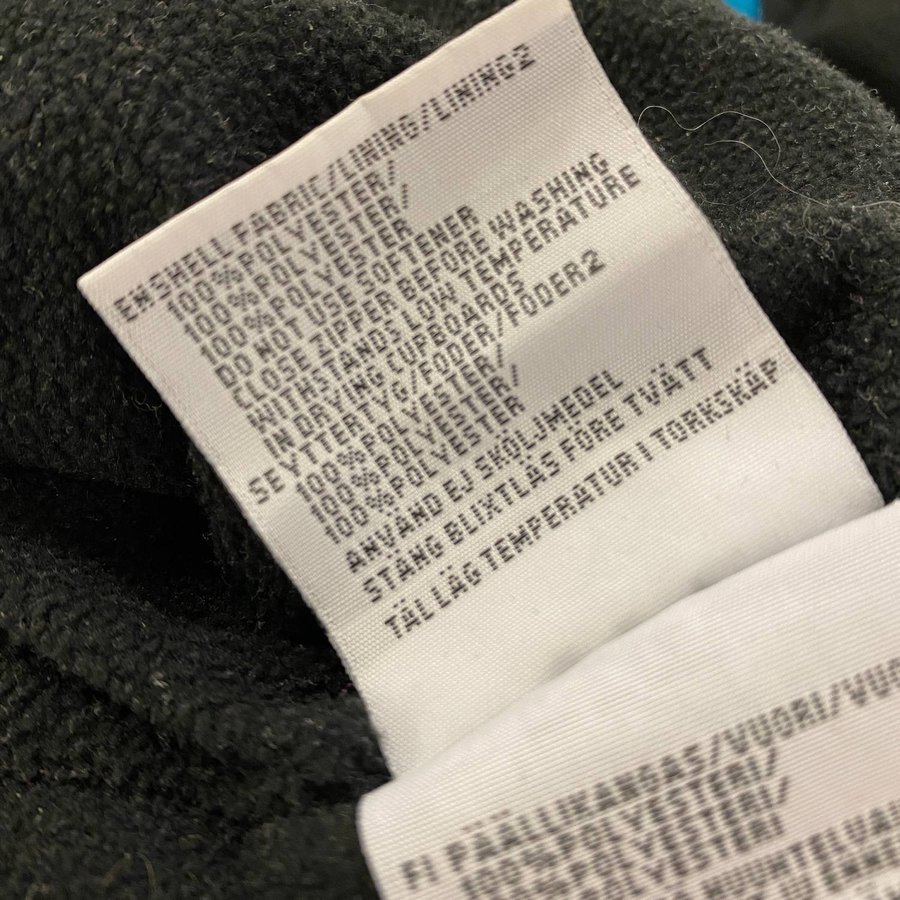 EN SHELL FABRIC/LINING/LINING2
100%POLYESTER/
100%POLYESTER/
100%POLYESTER
DO NOT USE SOFTENER
CLOSE ZIPPER BEFORE WASHING
WITHSTANDS LOW TEMPERATURE
IN DRYING CUPBOARDS
SE YTTERTYG/FODER/FODER2
100%POLYESTER/
100%POLYESTER/
100%POLYESTER
ANVÄND EJ SKÖLJMEDEL
STÄNG BLIXTLÅS FÖRE TVÄTT
TÅL LÅG TEMPERATUR I TORKSKÅP
FI PÄÄLLIKANGAS/VUORI/
100%POLYESTERI/
100%POLYESTERI/